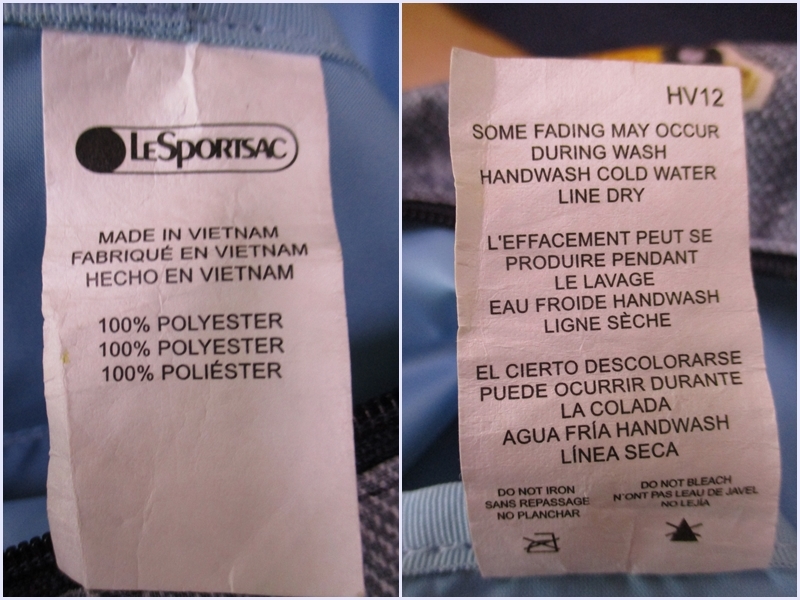 LESPORTSAC
MADE IN VIETNAM
FABRIQUÉ EN VIETNAM
HECHO EN VIETNAM
100% POLYESTER
100% POLYESTER
100% POLIÉSTER
HV12
SOME FADING MAY OCCUR
DURING WASH
HANDWASH COLD WATER
LINE DRY
L'EFFACEMENT PEUT SE
PRODUIRE PENDANT
LE LAVAGE
EAU FROIDE HANDWASH
LIGNE SÈCHE
EL CIERTO DESCOLORARSE
PUEDE OCURRIR DURANTE
LA COLADA
AGUA FRÍA HANDWASH
LÍNEA SECA
DO NOT IRON
SANS REPASSAGE
NO PLANCHAR
DO NOT BLEACH
N'ONT PAS LEAU DE JAVEL
NO LEJÍA